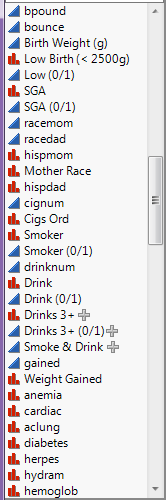 bpound
bounce
Birth Weight (g)
Low Birth (< 2500g)
Low (0/1)
SGA
SGA (0/1)
racemom
racedad
hispmom
Mother Race
hispdad
cignum
Cigs Ord
Smoker
Smoker (0/1)
drinknum
Drink
Drink (0/1)
Drinks 3+
Drinks 3+ (0/1)
Smoke & Drink
gained
Weight Gained
anemia
cardiac
aclung
diabetes
herpes
hydram
hemoglob